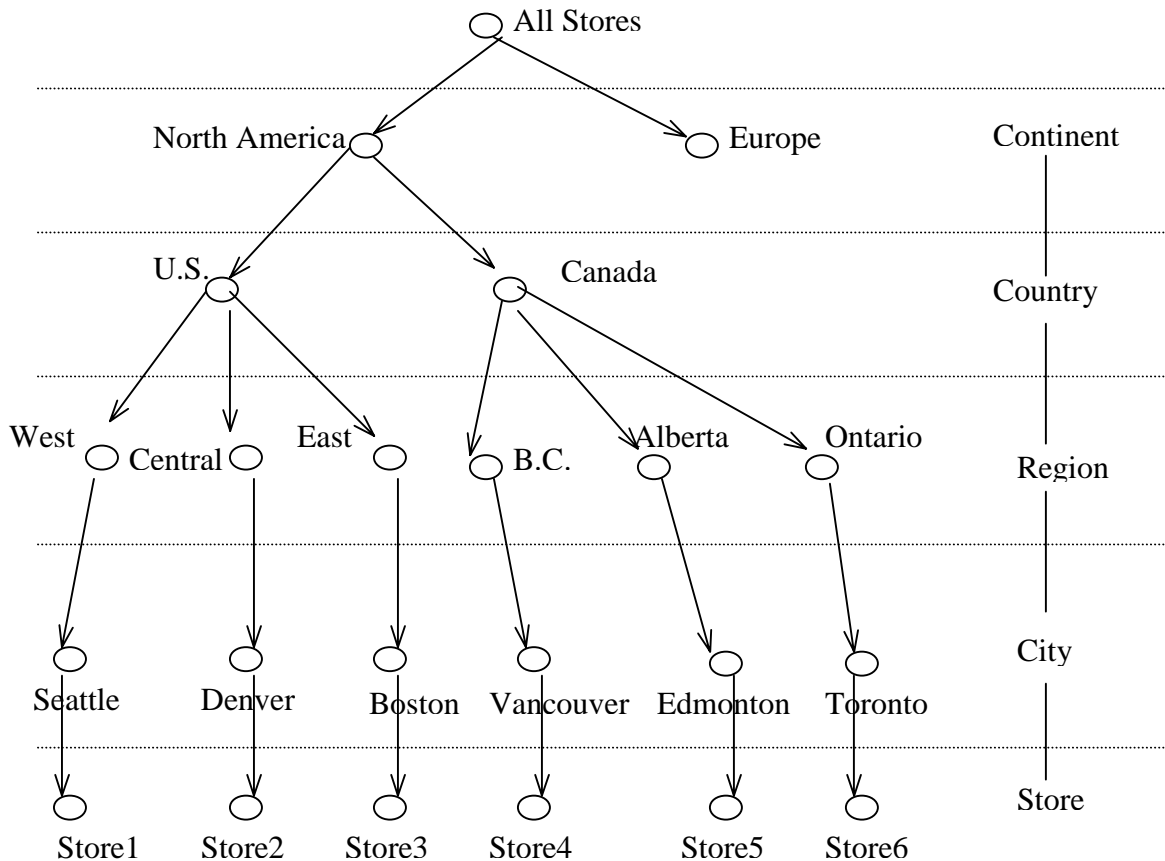 All Stores
North America
Europe
Continent
U.S.
Canada
Country
West
Central
East
B.C.
Alberta
Ontario
Region
City
Seattle
Denver
Boston
Vancouver
Edmonton
Toronto
Store
Store1
Store2
Store3
Store4
Store5
Store6